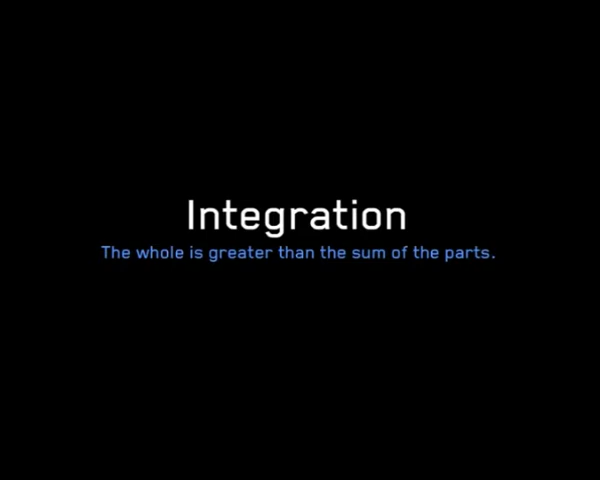 Integration
The whole is greater than the sum of the parts.